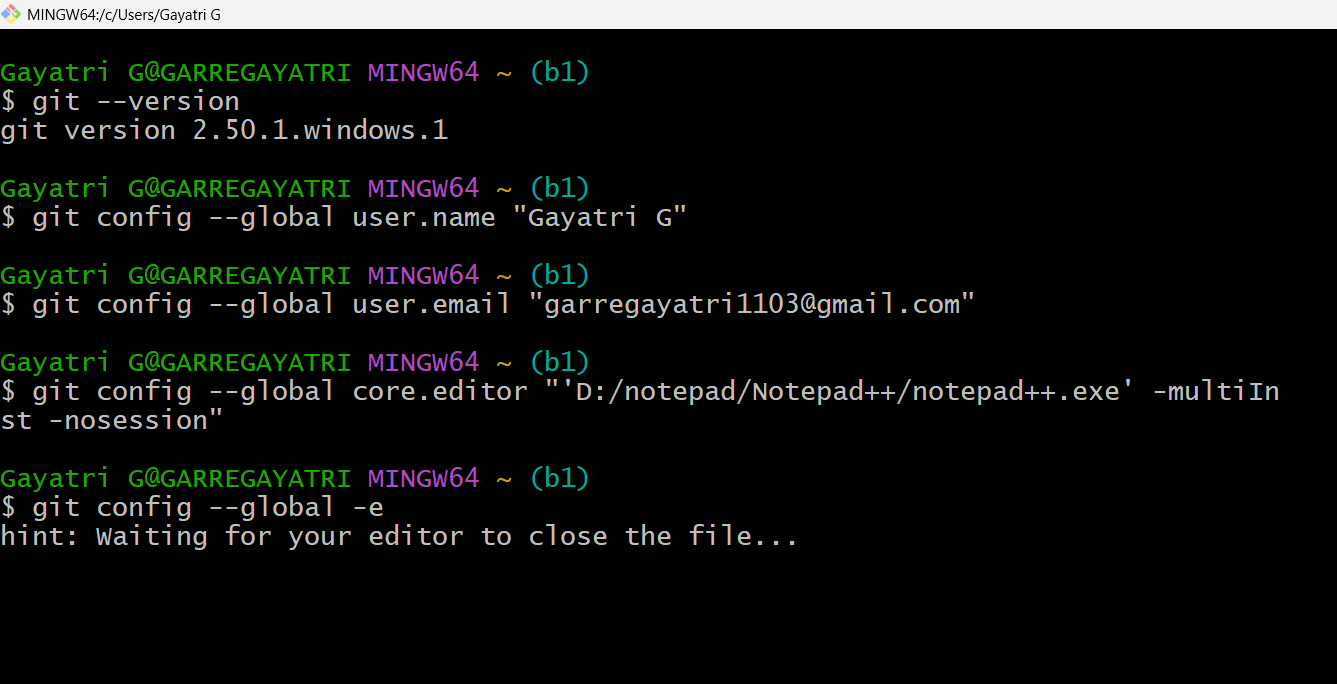 MINGW64:/c/Users/Gayatri G
Gayatri G@GARREGAYATRI MINGW64 ~ (b1)
$ git --version
git version 2.50.1.windows.1
Gayatri G@GARREGAYATRI MINGW64 ~ (b1)
$ git config --global user.name "Gayatri G"
Gayatri G@GARREGAYATRI MINGW64 ~ (b1)
$ git config --global user.email "garregayatri1103@gmail.com"
Gayatri G@GARREGAYATRI MINGW64 ~ (b1)
$ git config --global core.editor "'D:/notepad/Notepad++/notepad++.exe' -multiIn
st -nosession"
Gayatri G@GARREGAYATRI MINGW64 ~ (b1)
$ git config --global -e
hint: Waiting for your editor to close the file...